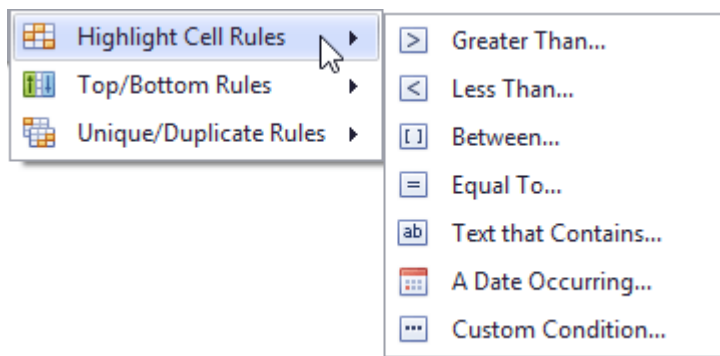 Highlight Cell Rules
Top/Bottom Rules
Unique/Duplicate Rules
Greater Than...
Less Than...
Between...
Equal To...
ab Text that Contains...
A Date Occurring...
Custom Condition...